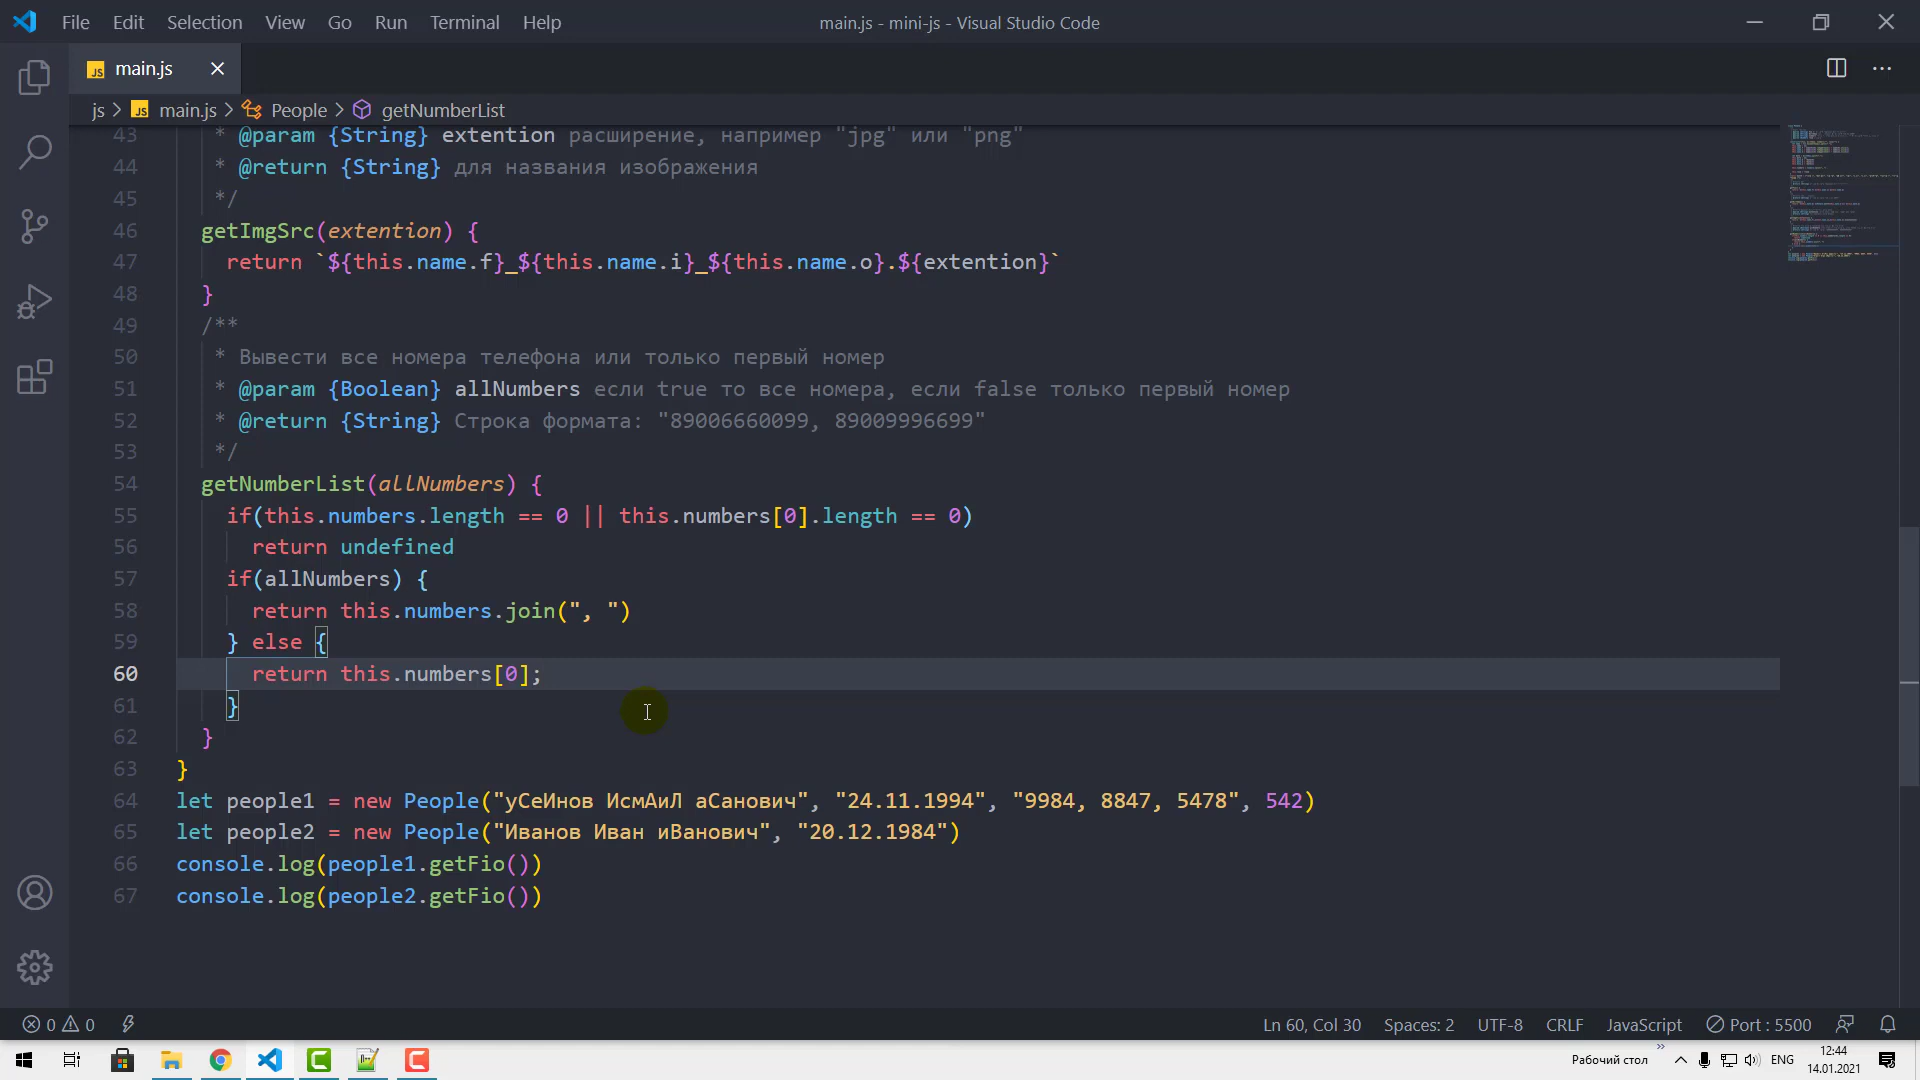 File Edit Selection View Go Run Terminal Help
main.js - mini-js - Visual Studio Code
JS main.js
js > JS main.js > People > getNumberList
43 * @param {String} extention расширение, например "jpg" или "png"
44 * @return {String} для названия изображения
45 */
46 getImgSrc(extention) {
47 return `${this.name.f}_${this.name.i}_${this.name.o}.${extention}`
48 }
49 /**
50 * Вывести все номера телефона или только первый номер
51 * @param {Boolean} allNumbers если true то все номера, если false только первый номер
52 * @return {String} Строка формата: "89006660099, 89009996699"
53 */
54 getNumberList(allNumbers) {
55 if(this.numbers.length == 0 || this.numbers[0].length == 0)
56 return undefined
57 if(allNumbers) {
58 return this.numbers.join(", ")
59 } else {
60 return this.numbers[0];
61 }
62 }
63 }
64 let people1 = new People("уСеИнов ИсмАиЛ аСанович", "24.11.1994", "9984, 8847, 5478", 542)
65 let people2 = new People("Иванов Иван иВанович", "20.12.1984")
66 console.log(people1.getFio())
67 console.log(people2.getFio())
0 0 Ln 60, Col 30 Spaces: 2 UTF-8 CRLF JavaScript Port : 5500
Рабочий стол » ENG 12:44
14.01.2021